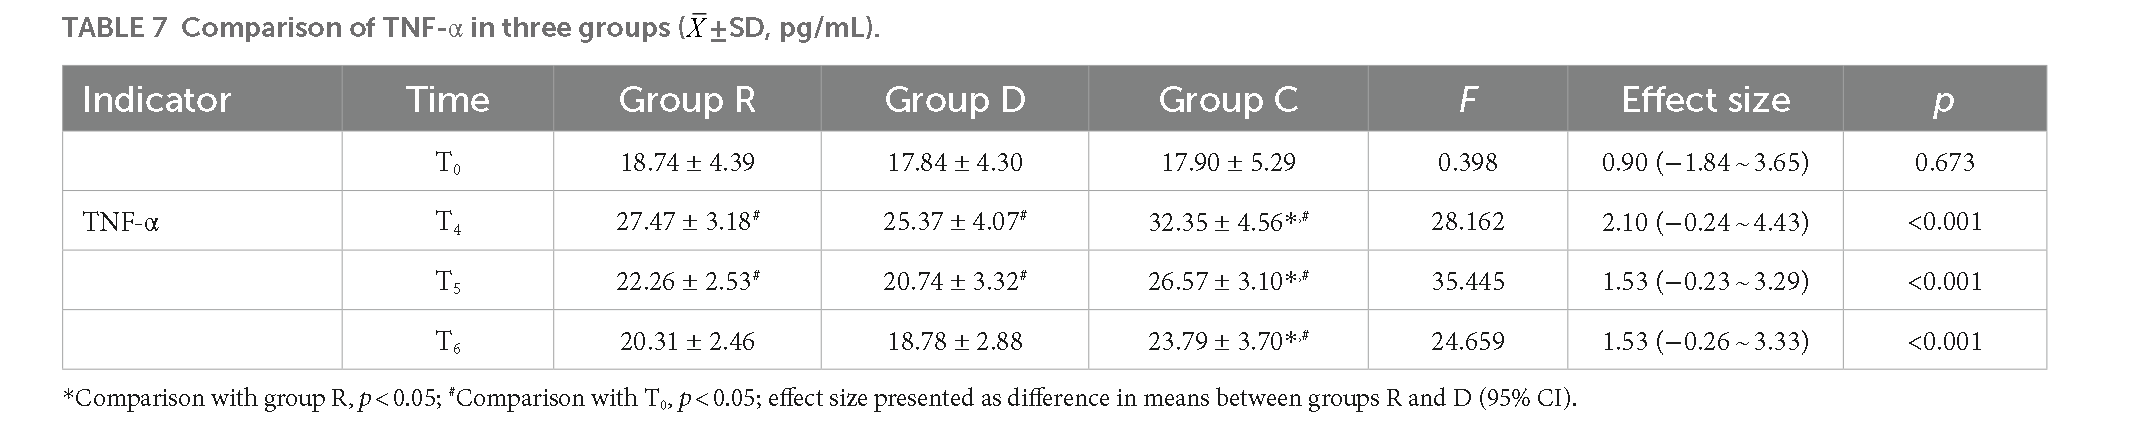 TABLE 7 Comparison of TNF-α in three groups (X̅ ± SD, pg/mL).
Indicator Time Group R Group D Group C F Effect size p
T₀ 18.74 ± 4.39 17.84 ± 4.30 17.90 ± 5.29 0.398 0.90 (−1.84 ~ 3.65) 0.673
TNF-α T₄ 27.47 ± 3.18# 25.37 ± 4.07# 32.35 ± 4.56*,# 28.162 2.10 (−0.24 ~ 4.43) <0.001
T₅ 22.26 ± 2.53# 20.74 ± 3.32# 26.57 ± 3.10*,# 35.445 1.53 (−0.23 ~ 3.29) <0.001
T₆ 20.31 ± 2.46 18.78 ± 2.88 23.79 ± 3.70*,# 24.659 1.53 (−0.26 ~ 3.33) <0.001
*Comparison with group R, p < 0.05; #Comparison with T₀, p < 0.05; effect size presented as difference in means between groups R and D (95% CI).